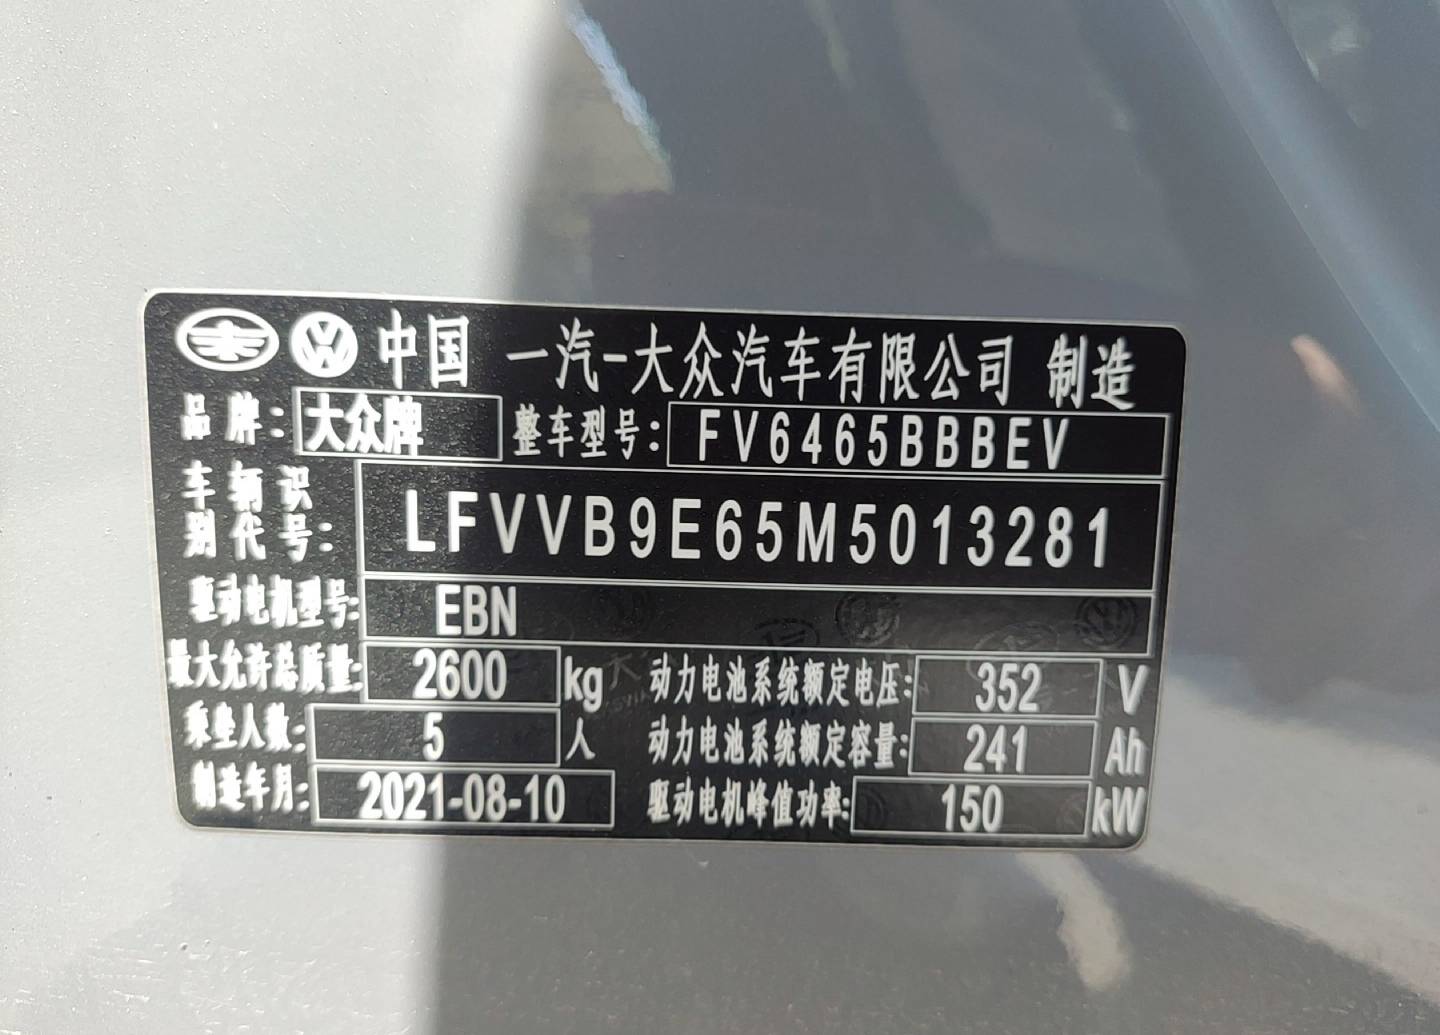 中国 一汽-大众汽车有限公司 制造
品牌: 大众牌 整车型号: FV6465BBBEV
车辆识别代号: LFVVB9E65M5013281
驱动电机型号: EBN
最大允许总质量: 2600 kg 动力电池系统额定电压: 352 V
乘坐人数: 5 人 动力电池系统额定容量: 241 Ah
制造年月: 2021-08-10 驱动电机峰值功率: 150 kW